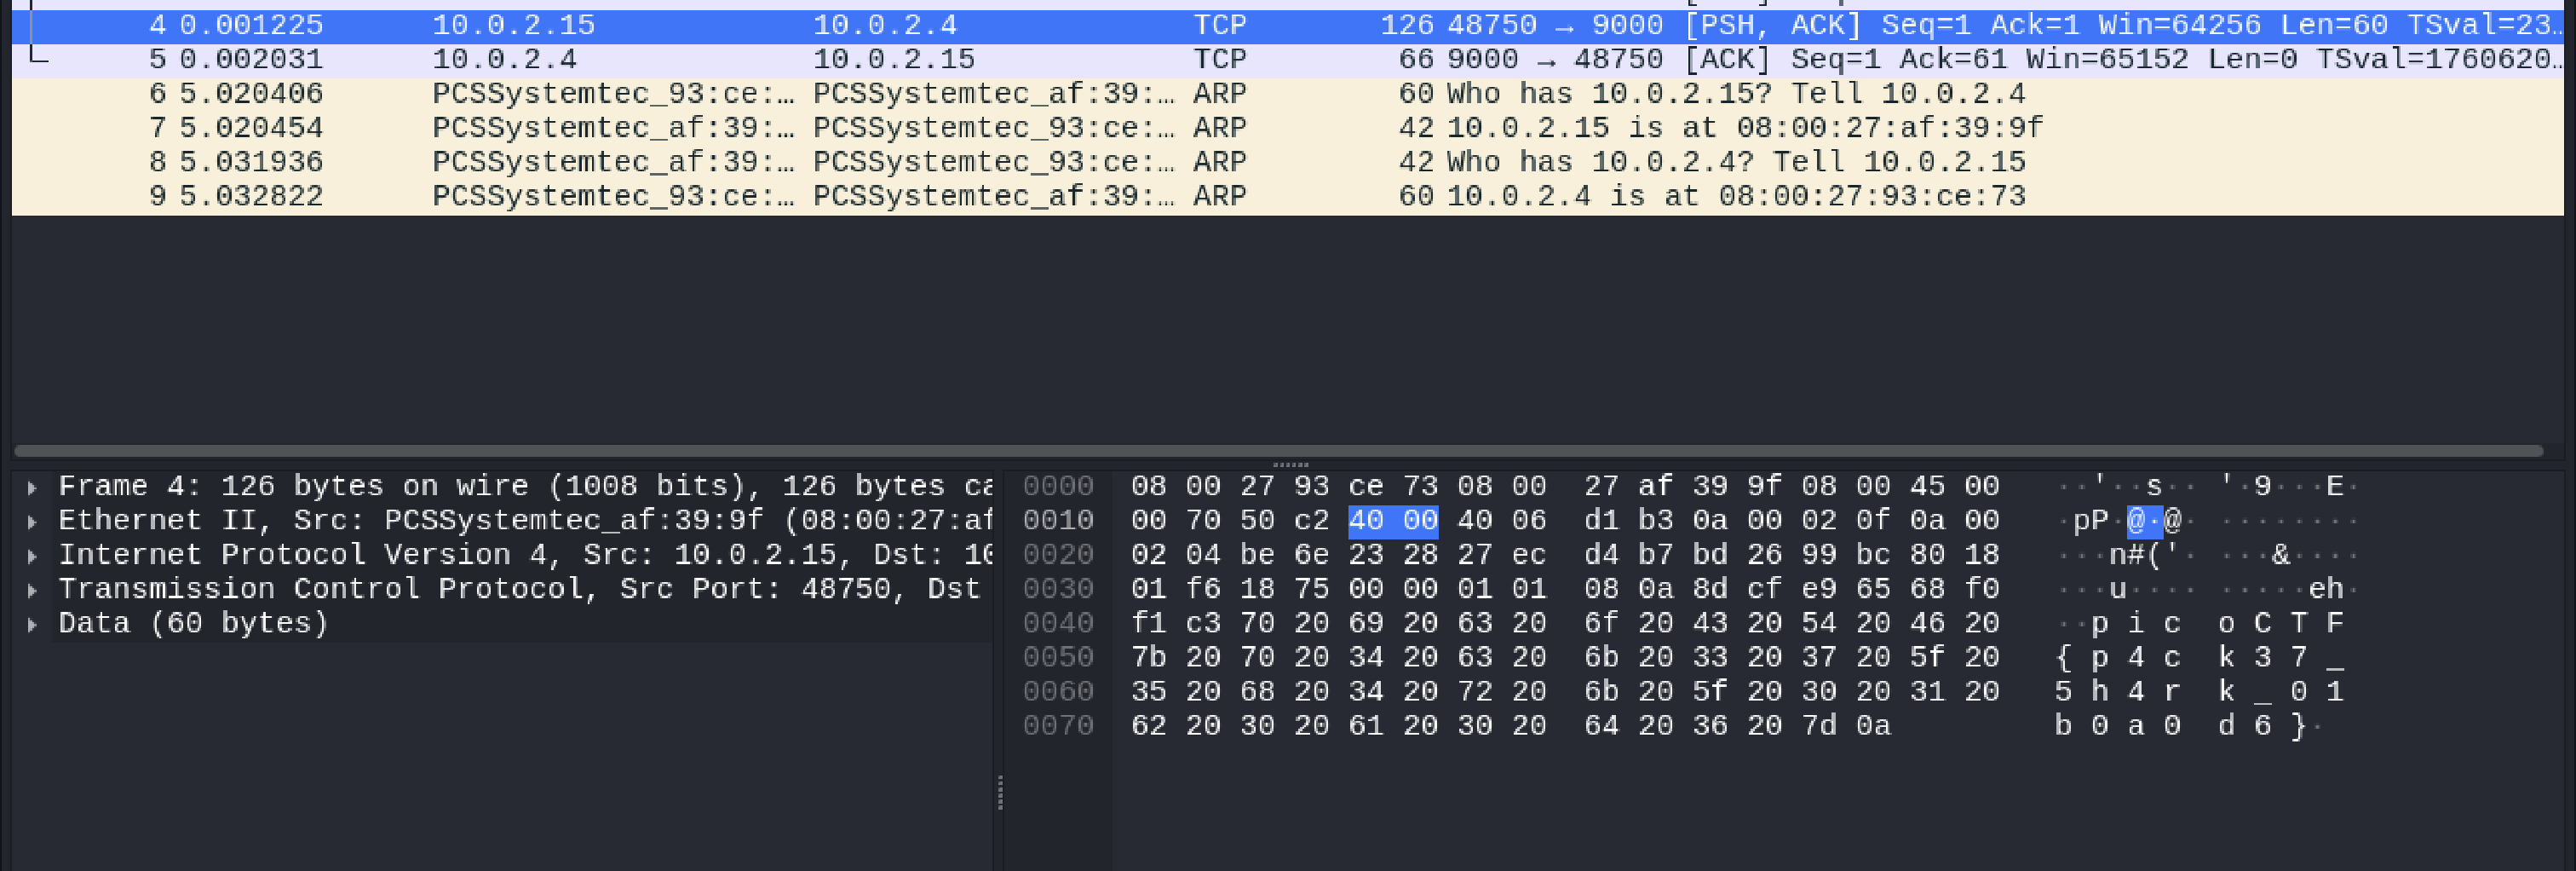 4 0.001225 10.0.2.15 10.0.2.4 TCP 126 48750 → 9000 [PSH, ACK] Seq=1 Ack=1 Win=64256 Len=60 TSval=23…
5 0.002031 10.0.2.4 10.0.2.15 TCP 66 9000 → 48750 [ACK] Seq=1 Ack=61 Win=65152 Len=0 TSval=1760620…
6 5.020406 PCSSystemtec_93:ce:… PCSSystemtec_af:39:… ARP 60 Who has 10.0.2.15? Tell 10.0.2.4
7 5.020454 PCSSystemtec_af:39:… PCSSystemtec_93:ce:… ARP 42 10.0.2.15 is at 08:00:27:af:39:9f
8 5.031936 PCSSystemtec_af:39:… PCSSystemtec_93:ce:… ARP 42 Who has 10.0.2.4? Tell 10.0.2.15
9 5.032822 PCSSystemtec_93:ce:… PCSSystemtec_af:39:… ARP 60 10.0.2.4 is at 08:00:27:93:ce:73
Frame 4: 126 bytes on wire (1008 bits), 126 bytes ca
Ethernet II, Src: PCSSystemtec_af:39:9f (08:00:27:af
Internet Protocol Version 4, Src: 10.0.2.15, Dst: 10
Transmission Control Protocol, Src Port: 48750, Dst
Data (60 bytes)
0000 08 00 27 93 ce 73 08 00 27 af 39 9f 08 00 45 00 ··'··s·· '·9···E·
0010 00 70 50 c2 40 00 40 06 d1 b3 0a 00 02 0f 0a 00 ·pP·@·@· ········
0020 02 04 be 6e 23 28 27 ec d4 b7 bd 26 99 bc 80 18 ···n#('· ···&····
0030 01 f6 18 75 00 00 01 01 08 0a 8d cf e9 65 68 f0 ···u···· ·····eh·
0040 f1 c3 70 20 69 20 63 20 6f 20 43 20 54 20 46 20 ··p i c o C T F
0050 7b 20 70 20 34 20 63 20 6b 20 33 20 37 20 5f 20 { p 4 c k 3 7 _
0060 35 20 68 20 34 20 72 20 6b 20 5f 20 30 20 31 20 5 h 4 r k _ 0 1
0070 62 20 30 20 61 20 30 20 64 20 36 20 7d 0a b 0 a 0 d 6 }·